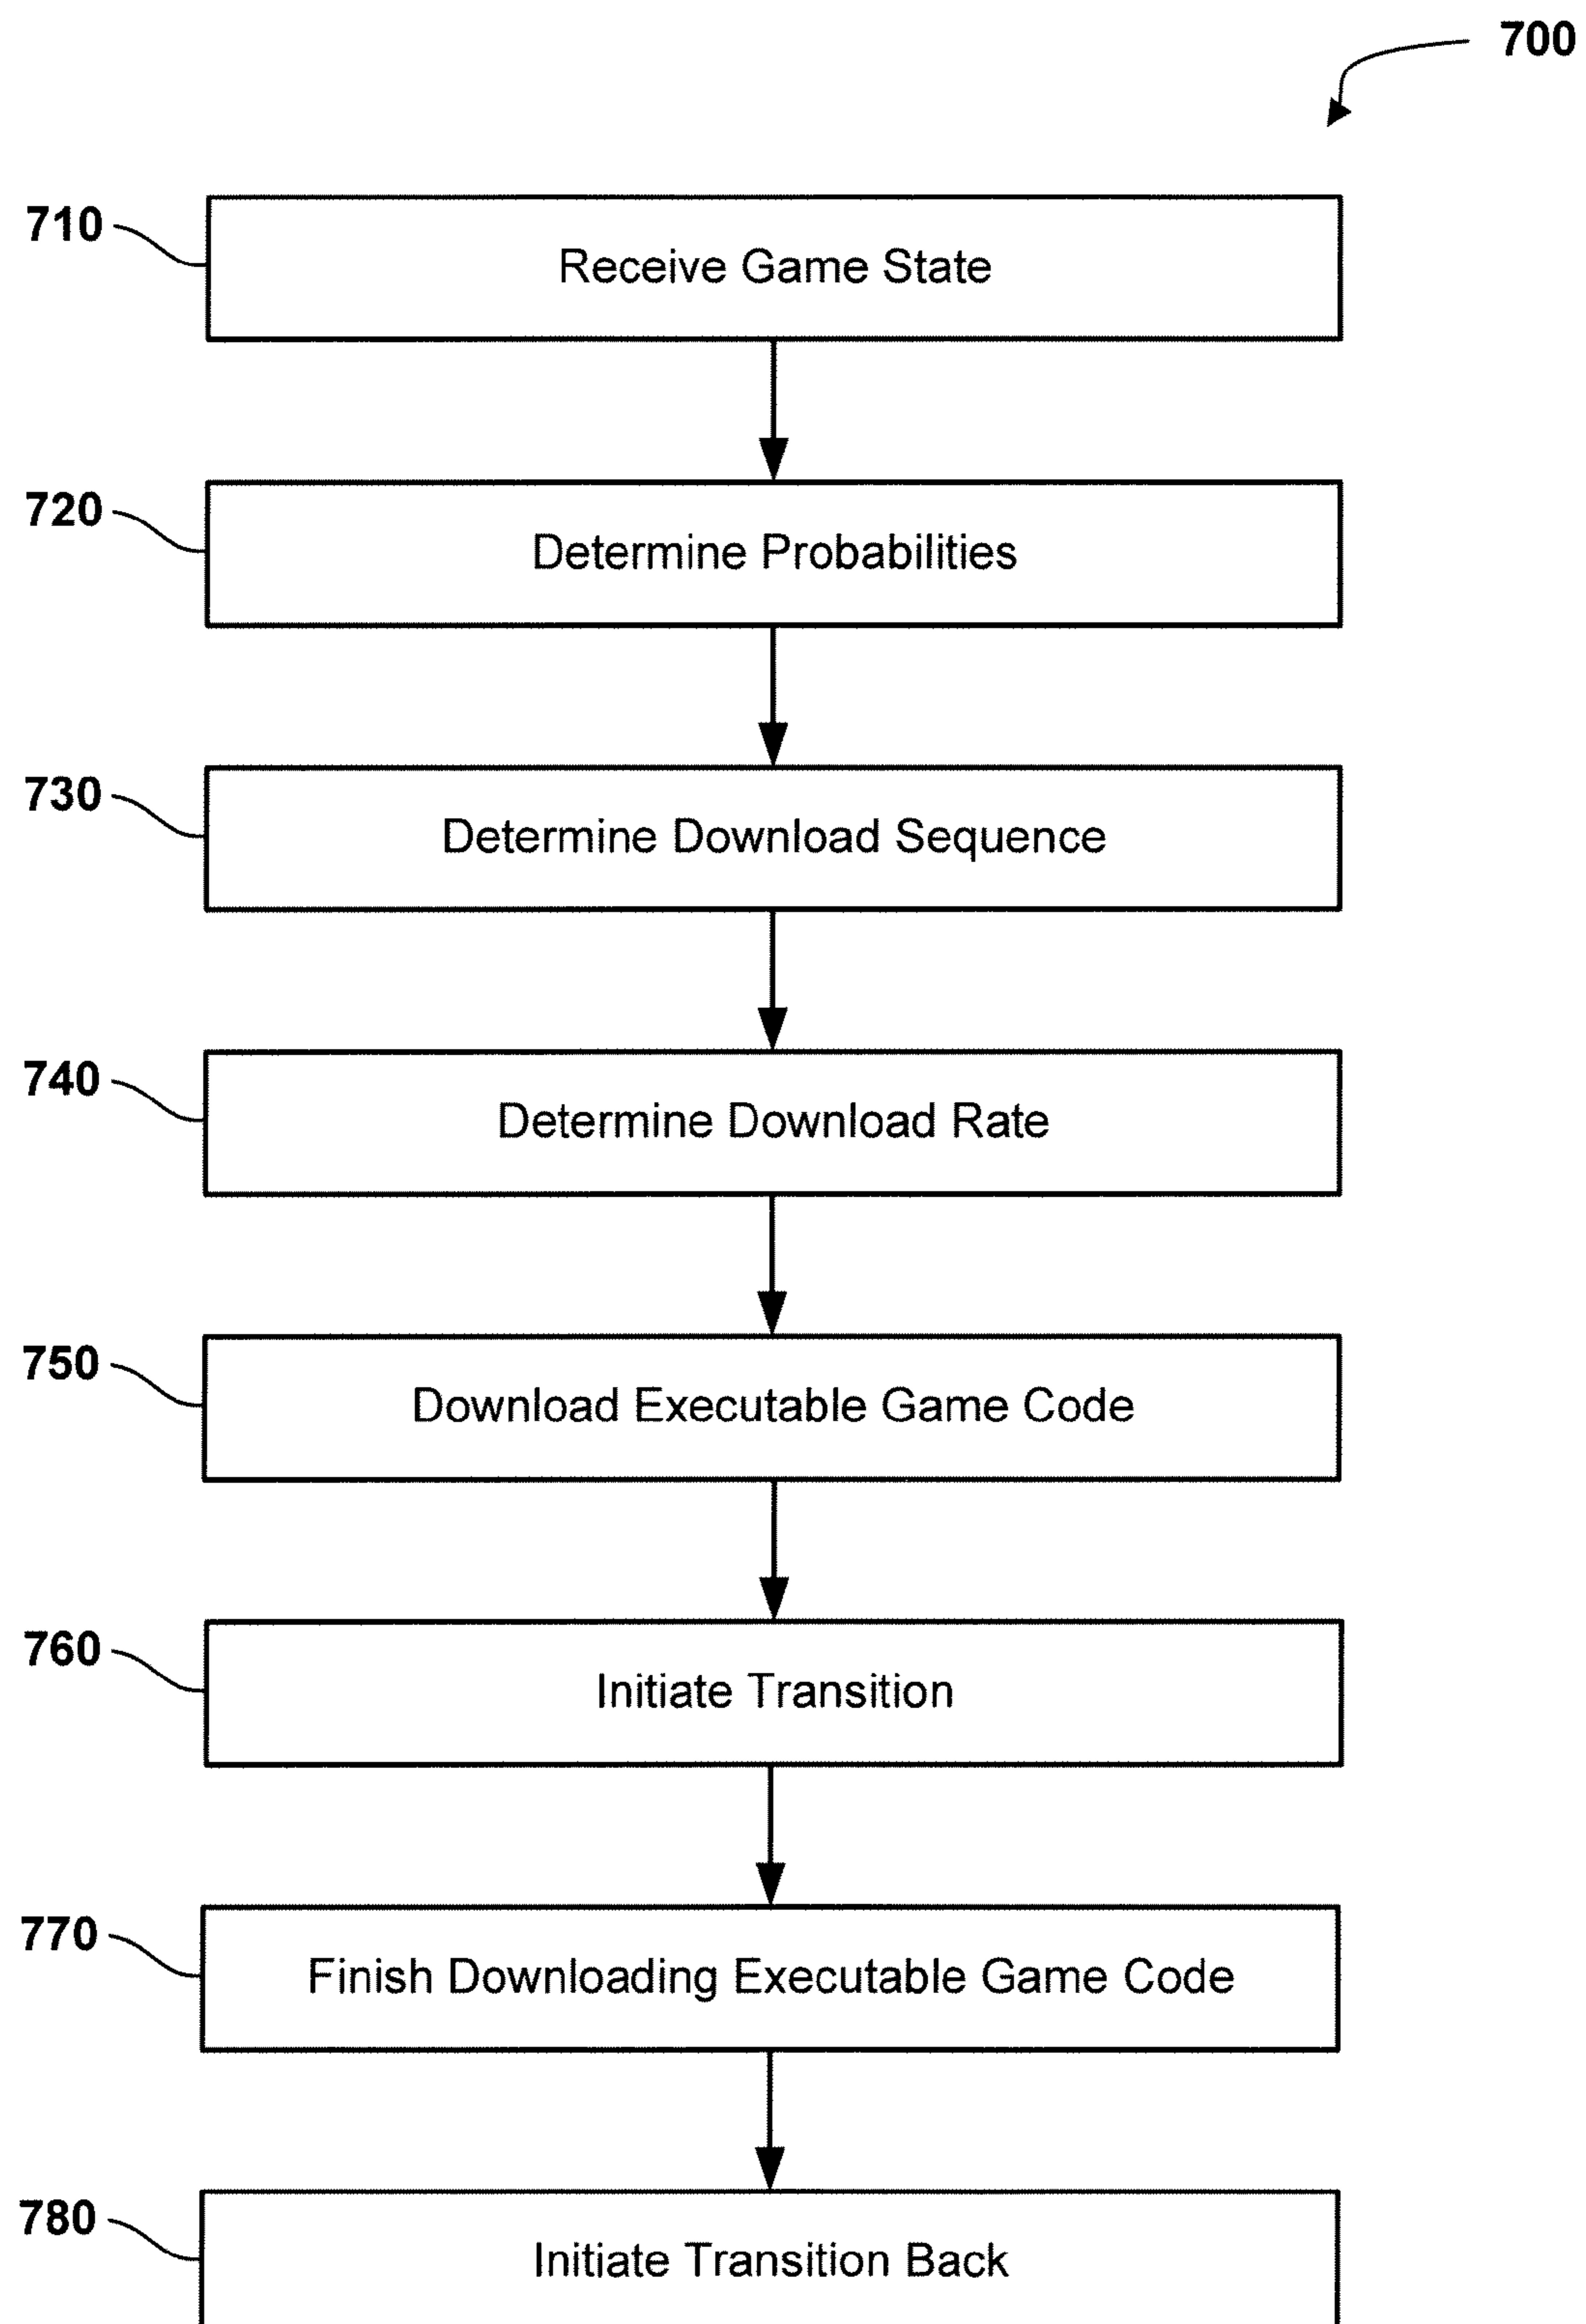 700
710
Receive Game State
720
Determine Probabilities
730
Determine Download Sequence
740
Determine Download Rate
750
Download Executable Game Code
760
Initiate Transition
770
Finish Downloading Executable Game Code
780
Initiate Transition Back